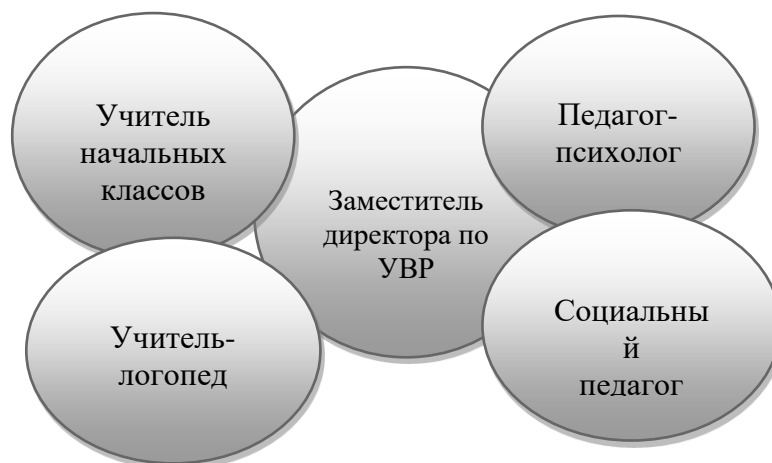 Учитель
начальных
классов
Педагог-
психолог
Заместитель
директора по
УВР
Учитель-
логопед
Социальны
й
педагог